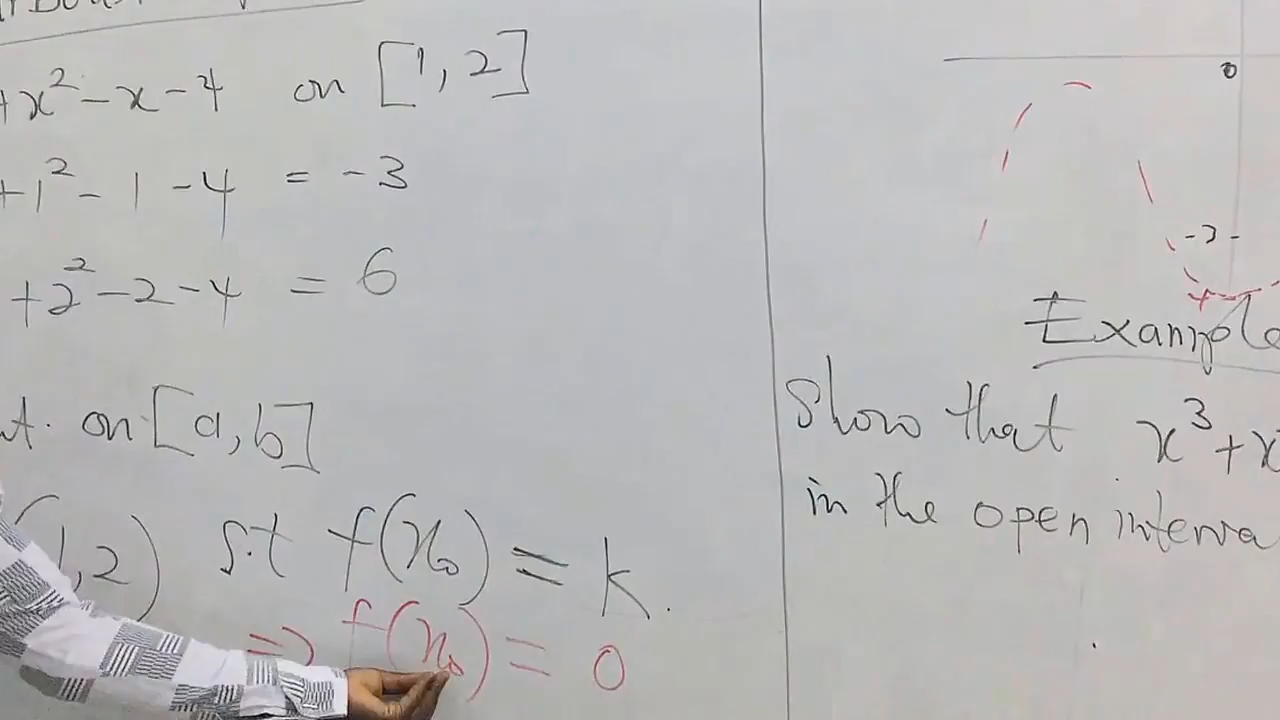 +x²-x-4 on [1,2]
+1²-1-4 = -3
+2²-2-4 = 6
on [a,b]
(1,2) s.t f(x₀) = k.
⇒ f(x₀) = 0
0
-3-
Example
Show that x³+x
in the open interva